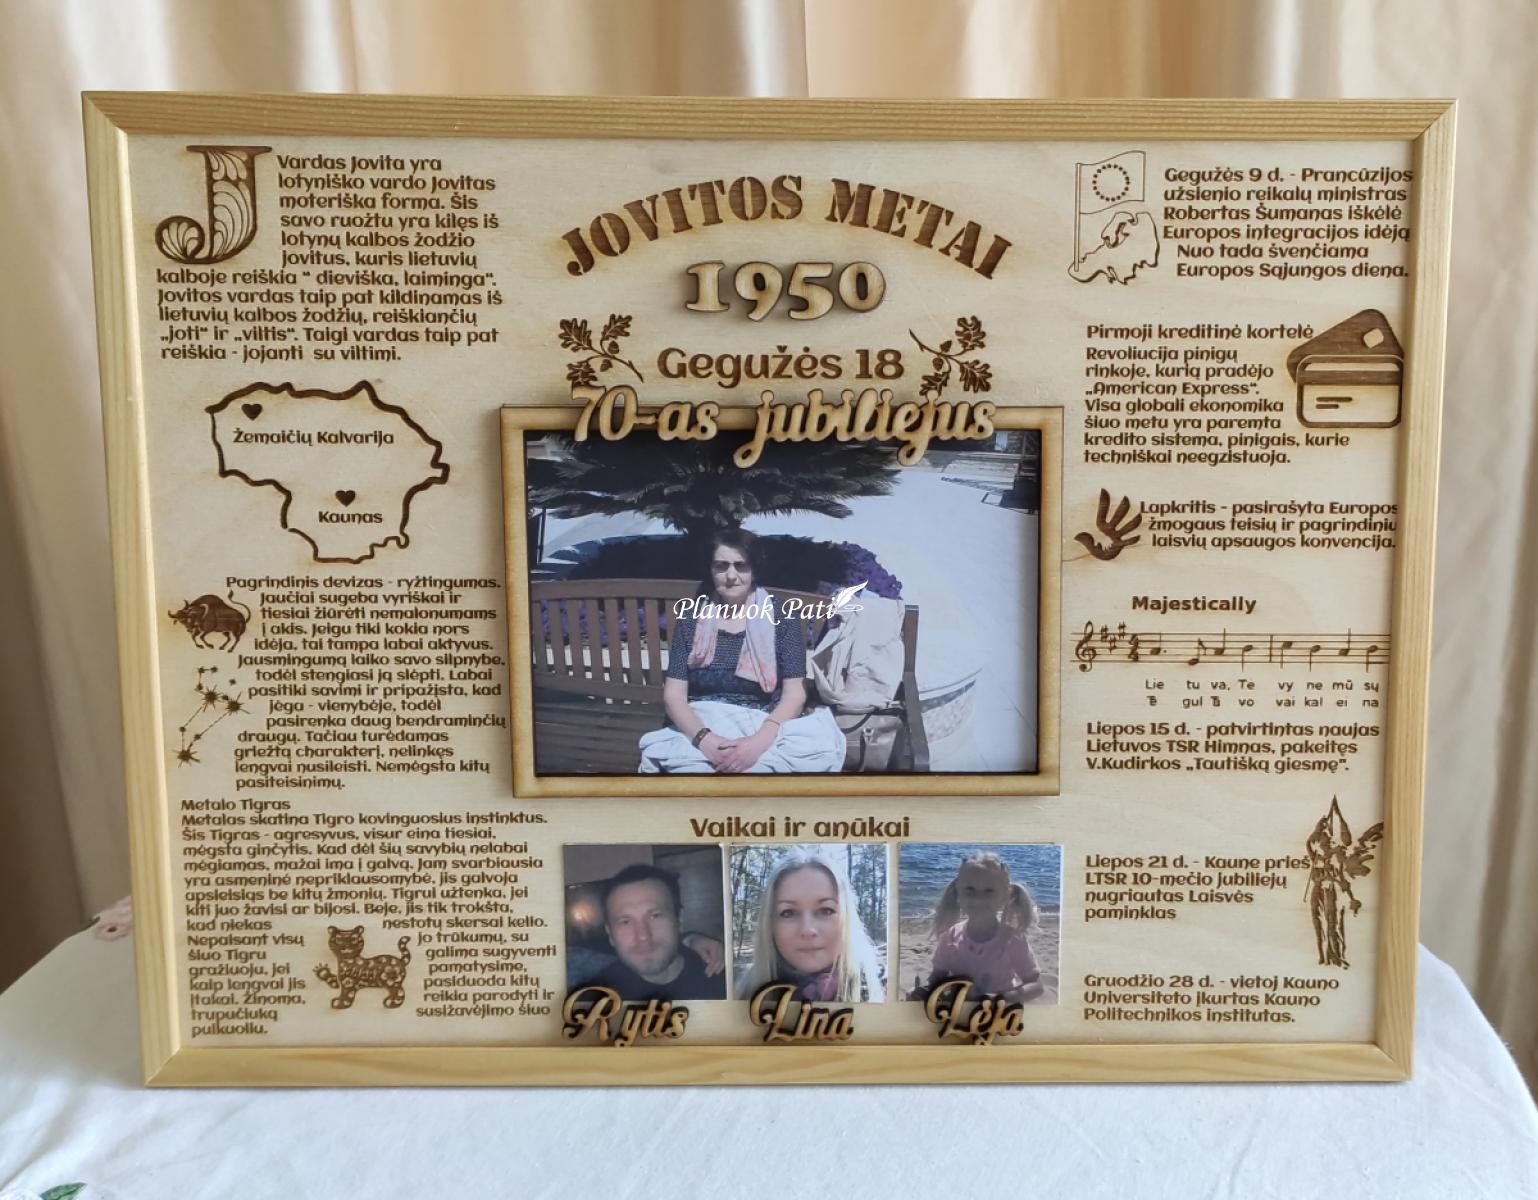 J
Vardas Jovita yra
lotyniško vardo Jovitas
moteriška forma. Šis
savo ruožtu yra kilęs iš
lotynų kalbos žodžio
jovitus, kuris lietuvių
kalboje reiškia “ dieviška, laiminga“.
Jovitos vardas taip pat kildinamas iš
lietuvių kalbos žodžių, reiškiančių
„joti“ ir „viltis“. Taigi vardas taip pat
reiškia - jojanti su viltimi.
Žemaičių Kalvarija
Kaunas
Pagrindinis devizas - ryžtingumas.
Jaučiai sugeba vyriškai ir
tiesiai žiūrėti nemalonumams
į akis. Jeigu tiki kokia nors
idėja, tai tampa labai aktyvus.
Jausmingumą laiko savo silpnybe,
todėl stengiasi ją slėpti. Labai
pasitiki savimi ir pripažįsta, kad
jėga - vienybėje, todėl
pasirenka daug bendraminčių
draugų. Tačiau turėdamas
griežtą charakterį, nelinkęs
lengvai nusileisti. Nemėgsta kitų
pasiteisinimų.
Metalo Tigras
Metalas skatina Tigro kovinguosius instinktus.
Šis Tigras - agresyvus, visur eina tiesiai,
mėgsta ginčytis. Kad dėl šių savybių nelabai
mėgiamas, mažai ima į galvą. Jam svarbiausia
yra asmeninė nepriklausomybė, jis galvoja
apsieisiąs be kitų žmonių. Tigrui užtenka, jei
kiti juo žavisi ar bijosi. Beje, jis tik trokšta,
kad niekas nestotų skersai kelio.
Nepaisant visų jo trūkumų, su
šiuo Tigru galima sugyventi
gražiuoju, jei pamatysime,
kaip lengvai jis pasiduoda kitų
įtakai. Žinoma, reikia parodyti ir
trupučiuką susižavėjimo šiuo
puikuoliu.
JOVITOS METAI
1950
Gegužės 18
70-as jubiliejus
Planuok Pati
Vaikai ir anūkai
Rytis
Lina
Lėja
Gegužės 9 d. - Prancūzijos
užsienio reikalų ministras
Robertas Šumanas iškėlė
Europos integracijos idėją
Nuo tada švenčiama
Europos Sąjungos diena.
Pirmoji kreditinė kortelė
Revoliucija pinigų
rinkoje, kurią pradėjo
„American Express“.
Visa globali ekonomika
šiuo metu yra paremta
kredito sistema, pinigais, kurie
techniškai neegzistuoja.
Lapkritis - pasirašyta Europos
žmogaus teisių ir pagrindinių
laisvių apsaugos konvencija.
Majestically
4
4
Lie tu va, Te vy ne mū sų
Te gul Ta vo vai kai ei na
Liepos 15 d. - patvirtintas naujas
Lietuvos TSR Himnas, pakeitęs
V.Kudirkos „Tautišką giesmę“.
Liepos 21 d. - Kaune prieš
LTSR 10-mečio jubiliejų
nugriautas Laisvės
paminklas
Gruodžio 28 d. - vietoj Kauno
Universiteto įkurtas Kauno
Politechnikos institutas.